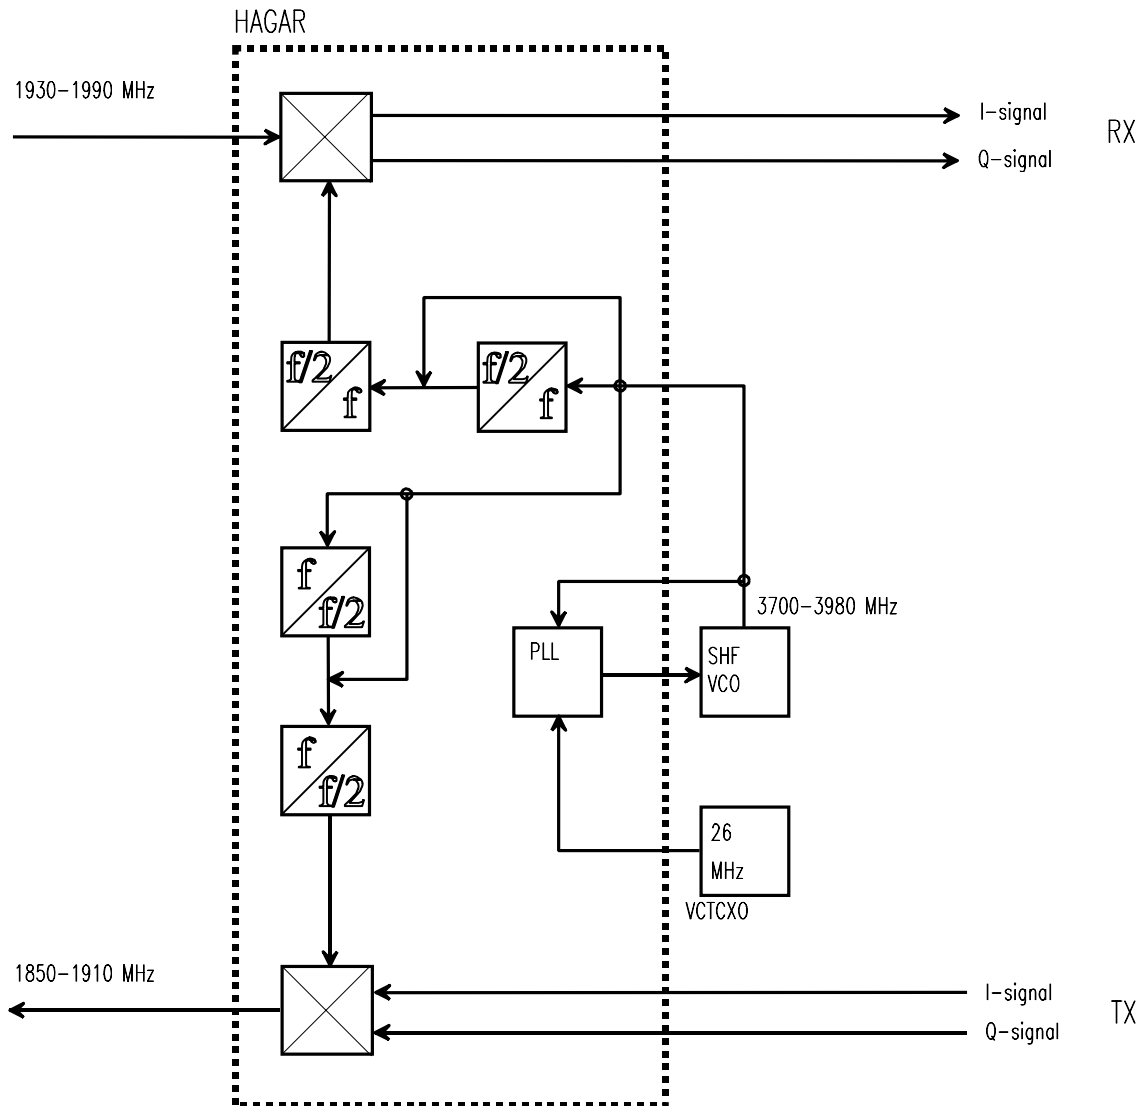 HAGAR
1930-1990 MHz
I-signal
RX
Q-signal
f/2
f
f/2
f
f
f/2
3700-3980 MHz
PLL
SHF
VCO
f
f/2
26
MHz
VCTCXO
1850-1910 MHz
I-signal
TX
Q-signal